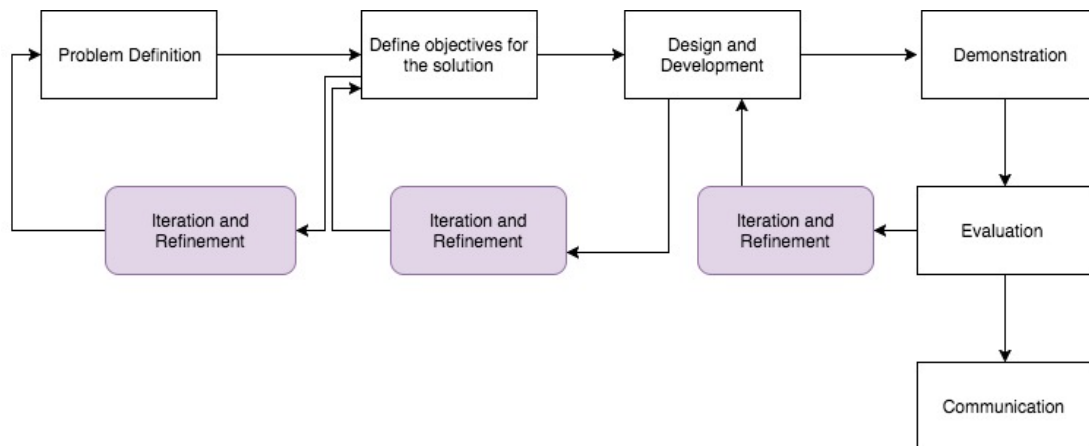 Problem Definition
Define objectives for
the solution
Design and
Development
Demonstration
Iteration and
Refinement
Iteration and
Refinement
Iteration and
Refinement
Evaluation
Communication